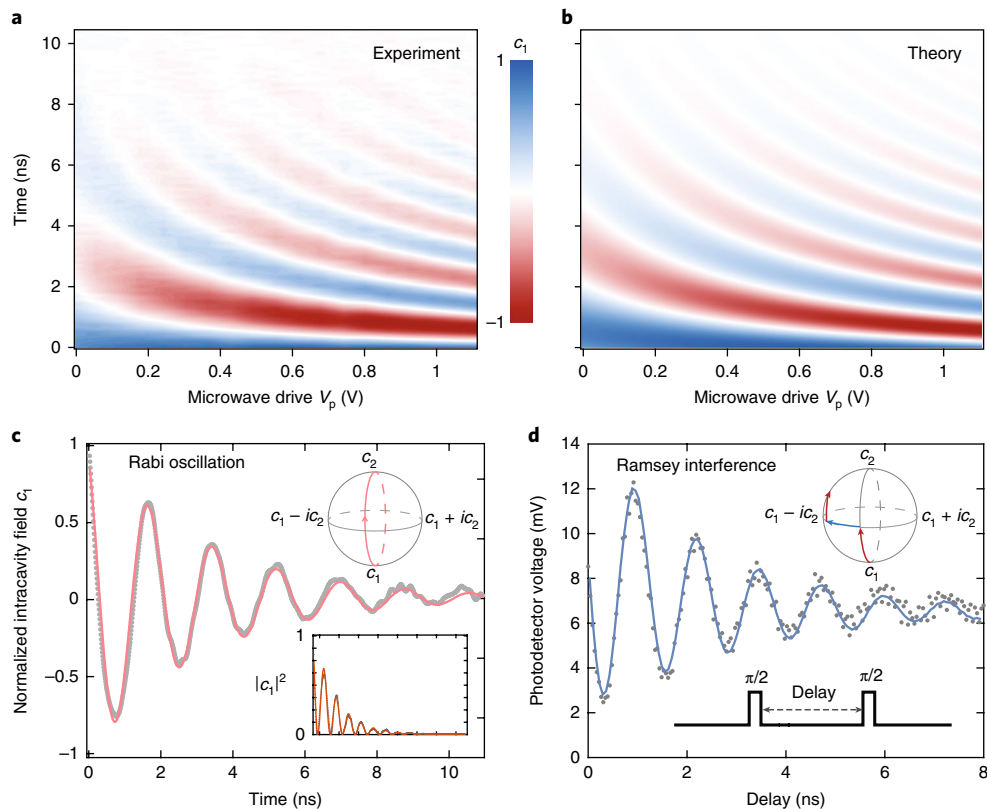 a
Experiment
10
8
6
4
2
0
Time (ns)
0 0.2 0.4 0.6 0.8 1
Microwave drive Vp (V)
c1
1
−1
b
Theory
0 0.2 0.4 0.6 0.8 1
Microwave drive Vp (V)
c
Rabi oscillation
1
0.5
0
−0.5
−1
Normalized intracavity field c1
c2
c1 − ic2
c1 + ic2
c1
1
|c1|²
0
0 2 4 6 8 10
Time (ns)
d
Ramsey interference
14
12
10
8
6
4
2
0
Photodetector voltage (mV)
c2
c1 − ic2
c1 + ic2
c1
π/2
Delay
π/2
0 2 4 6 8
Delay (ns)